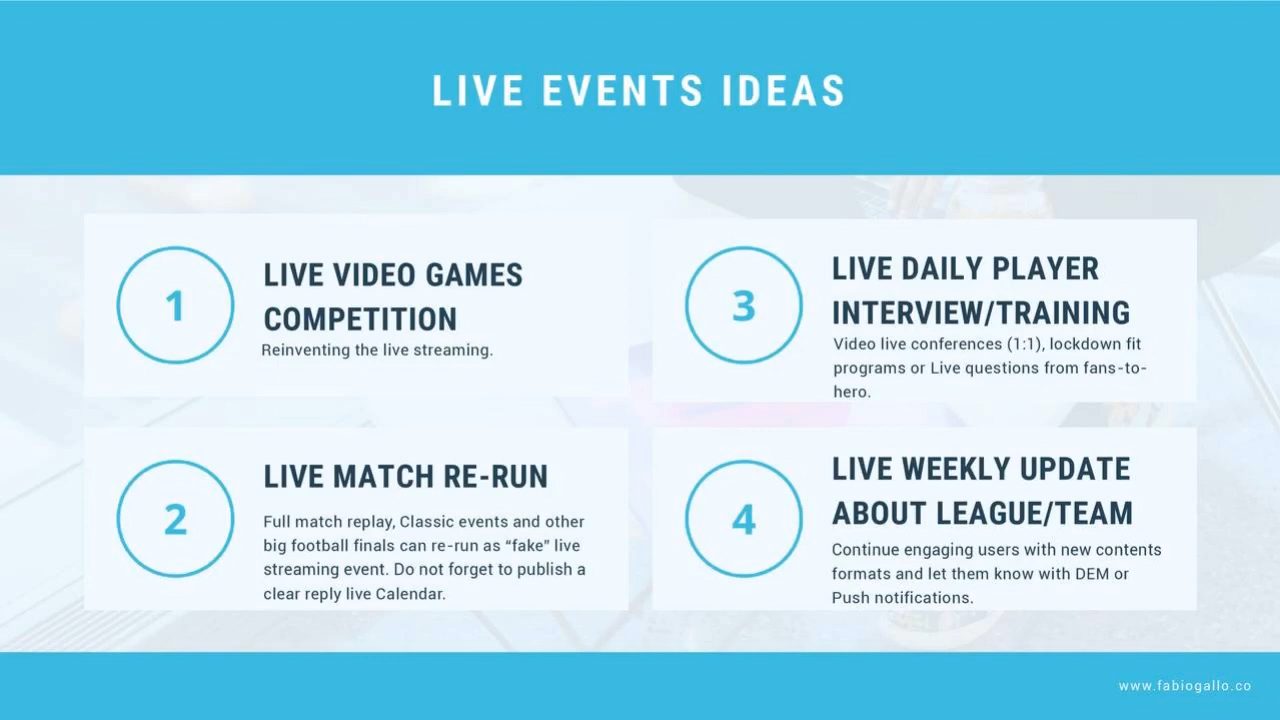 LIVE EVENTS IDEAS
1
LIVE VIDEO GAMES
COMPETITION
Reinventing the live streaming.
2
LIVE MATCH RE-RUN
Full match replay, Classic events and other
big football finals can re-run as “fake” live
streaming event. Do not forget to publish a
clear reply live Calendar.
3
LIVE DAILY PLAYER
INTERVIEW/TRAINING
Video live conferences (1:1), lockdown fit
programs or Live questions from fans-to-
hero.
4
LIVE WEEKLY UPDATE
ABOUT LEAGUE/TEAM
Continue engaging users with new contents
formats and let them know with DEM or
Push notifications.
www.fabiogallo.co